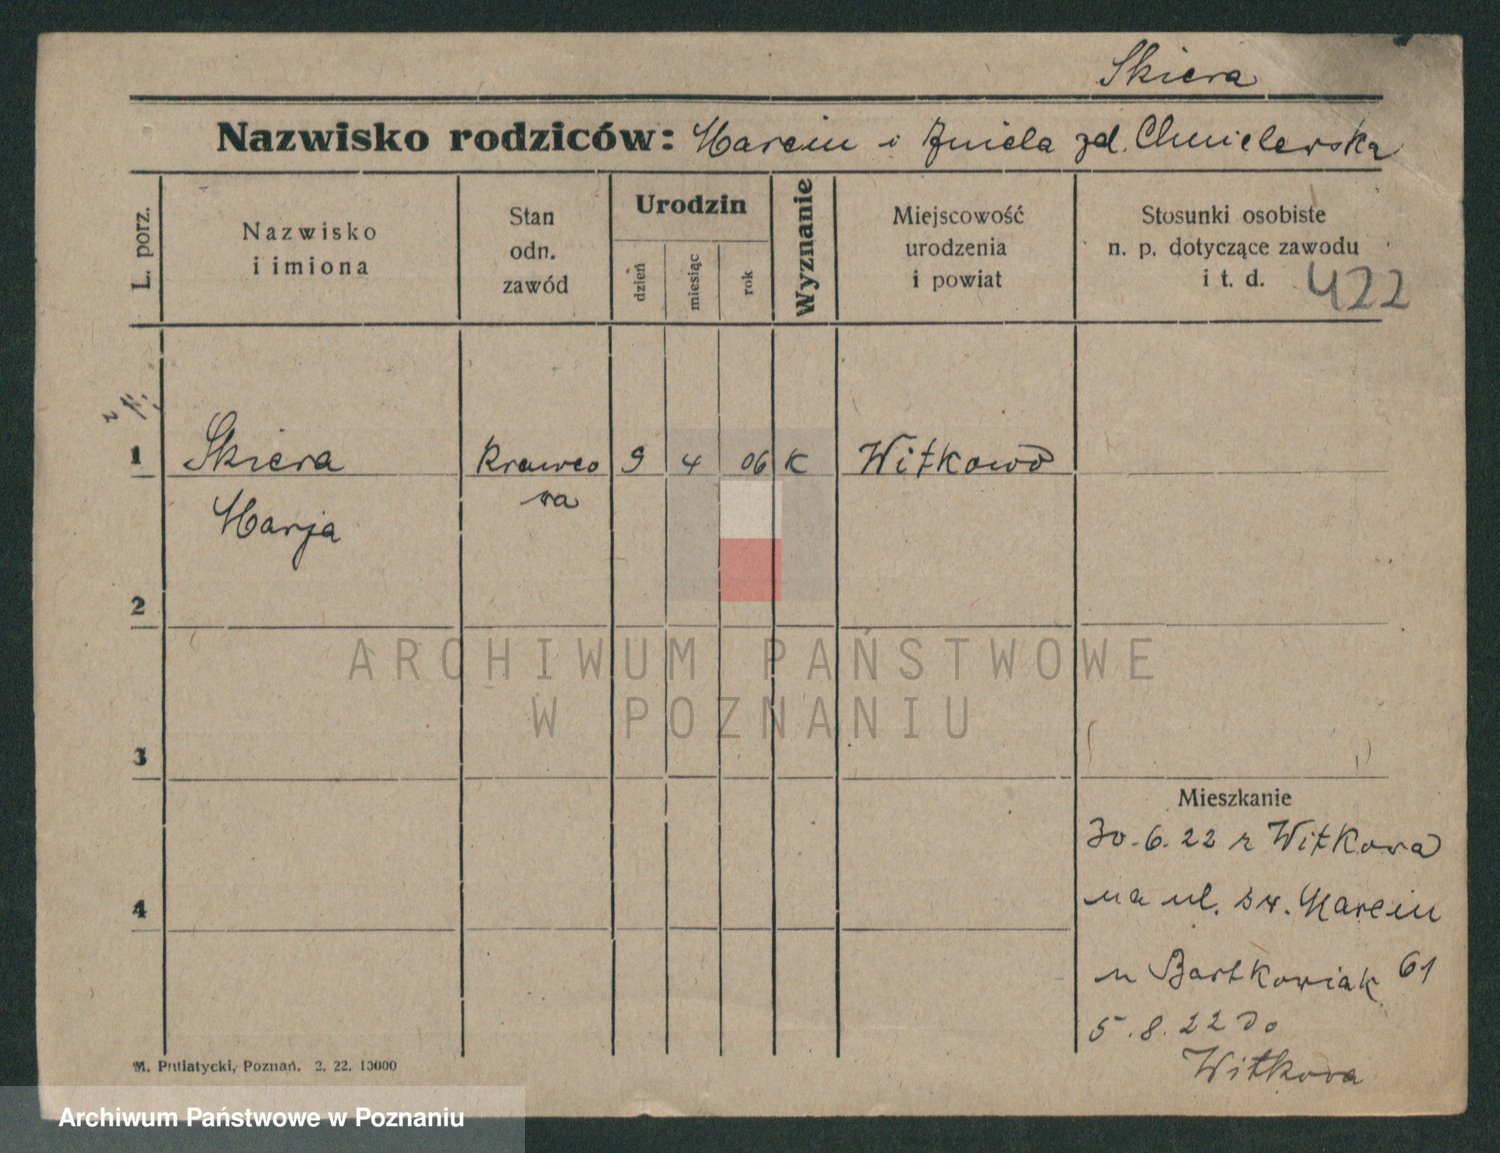 Skiera
Nazwisko rodziców: Marcin i Aniela zd. Chmielewska
L. porz.
Nazwisko
i imiona
Stan
odn.
zawód
Urodzin
dzień
miesiąc
rok
Wyznanie
Miejscowość
urodzenia
i powiat
Stosunki osobiste
n. p. dotyczące zawodu
i t. d.
422
1 Skiera Krawco 9 4 06 K Witkowo
wa
Marja
2
ARCHIWUM PAŃSTWOWE
W POZNANIU
3
Mieszkanie
30.6.22 z Witkowa
4
na ul. św. Marcin
u Bartkowiak 61
5.8.22 do
Witkowa
M. Putiatycki, Poznań. 2. 22. 10000
Archiwum Państwowe w Poznaniu